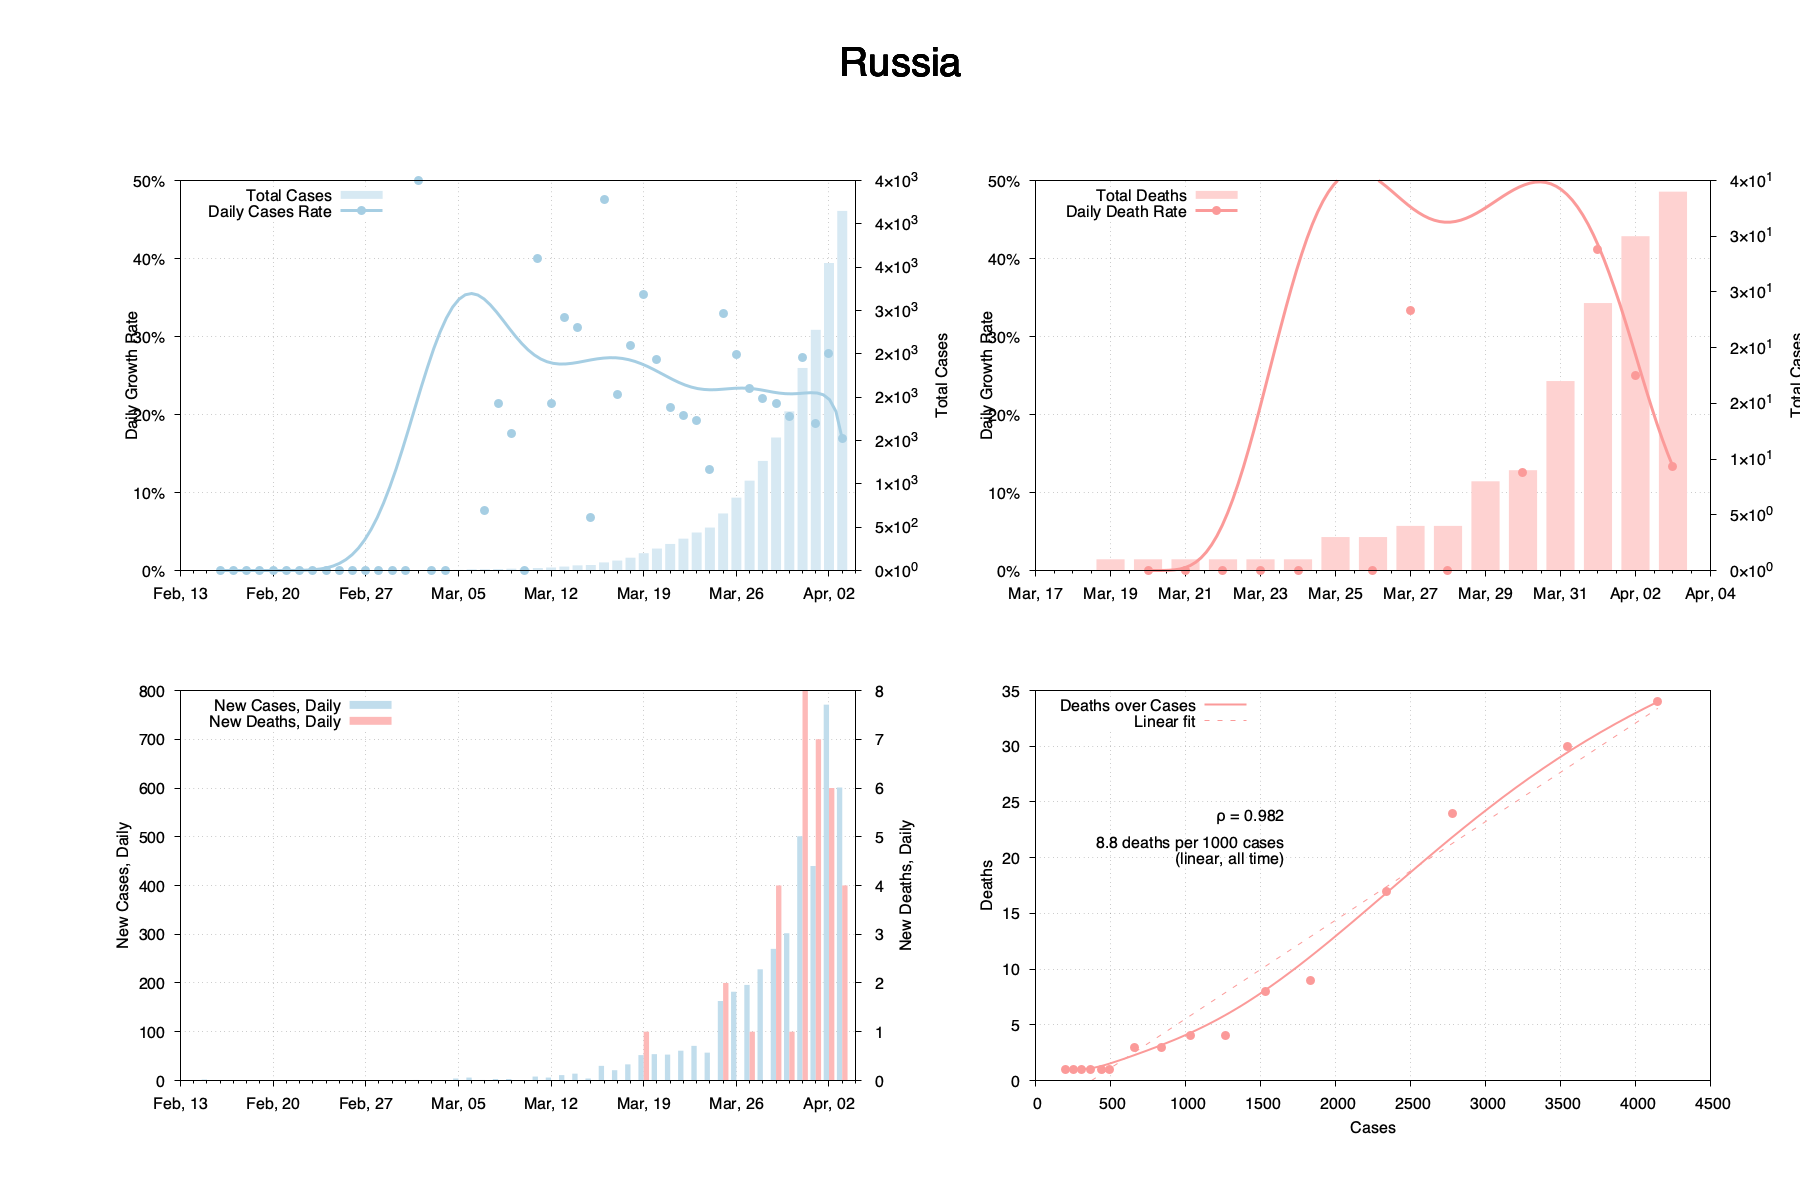 Russia
Total Cases
Daily Cases Rate
50%
40%
30%
20%
10%
0%
Daily Growth Rate
4×10³
4×10³
4×10³
3×10³
2×10³
2×10³
2×10³
1×10³
5×10²
0×10⁰
Total Cases
Feb, 13 Feb, 20 Feb, 27 Mar, 05 Mar, 12 Mar, 19 Mar, 26 Apr, 02
Total Deaths
Daily Death Rate
50%
40%
30%
20%
10%
0%
Daily Growth Rate
4×10¹
3×10¹
3×10¹
2×10¹
2×10¹
1×10¹
5×10⁰
0×10⁰
Total Cases
Mar, 17 Mar, 19 Mar, 21 Mar, 23 Mar, 25 Mar, 27 Mar, 29 Mar, 31 Apr, 02 Apr, 04
New Cases, Daily
New Deaths, Daily
800
700
600
500
400
300
200
100
0
New Cases, Daily
8
7
6
5
4
3
2
1
0
New Deaths, Daily
Feb, 13 Feb, 20 Feb, 27 Mar, 05 Mar, 12 Mar, 19 Mar, 26 Apr, 02
Deaths over Cases
Linear fit
35
30
25
20
15
10
5
0
Deaths
ρ = 0.982
8.8 deaths per 1000 cases
(linear, all time)
0 500 1000 1500 2000 2500 3000 3500 4000 4500
Cases